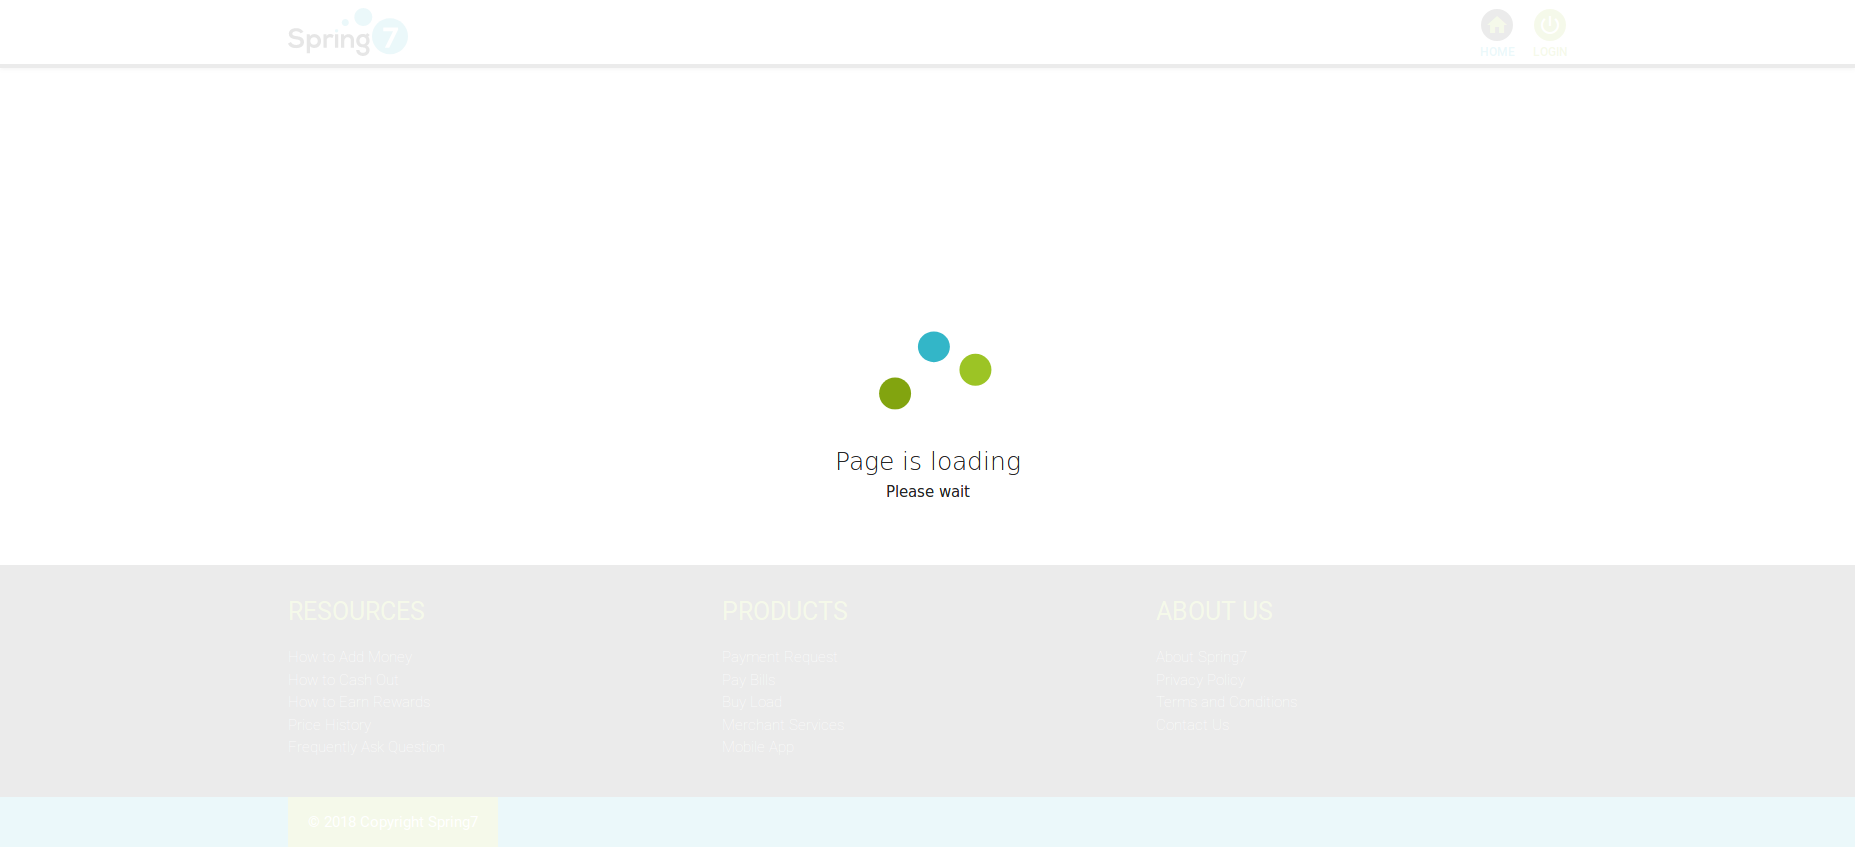 Spring7
HOME
LOGIN
Page is loading
Please wait
RESOURCES
How to Add Money
How to Cash Out
How to Earn Rewards
Price History
Frequently Ask Question
PRODUCTS
Payment Request
Pay Bills
Buy Load
Merchant Services
Mobile App
ABOUT US
About Spring7
Privacy Policy
Terms and Conditions
Contact Us
© 2018 Copyright Spring7